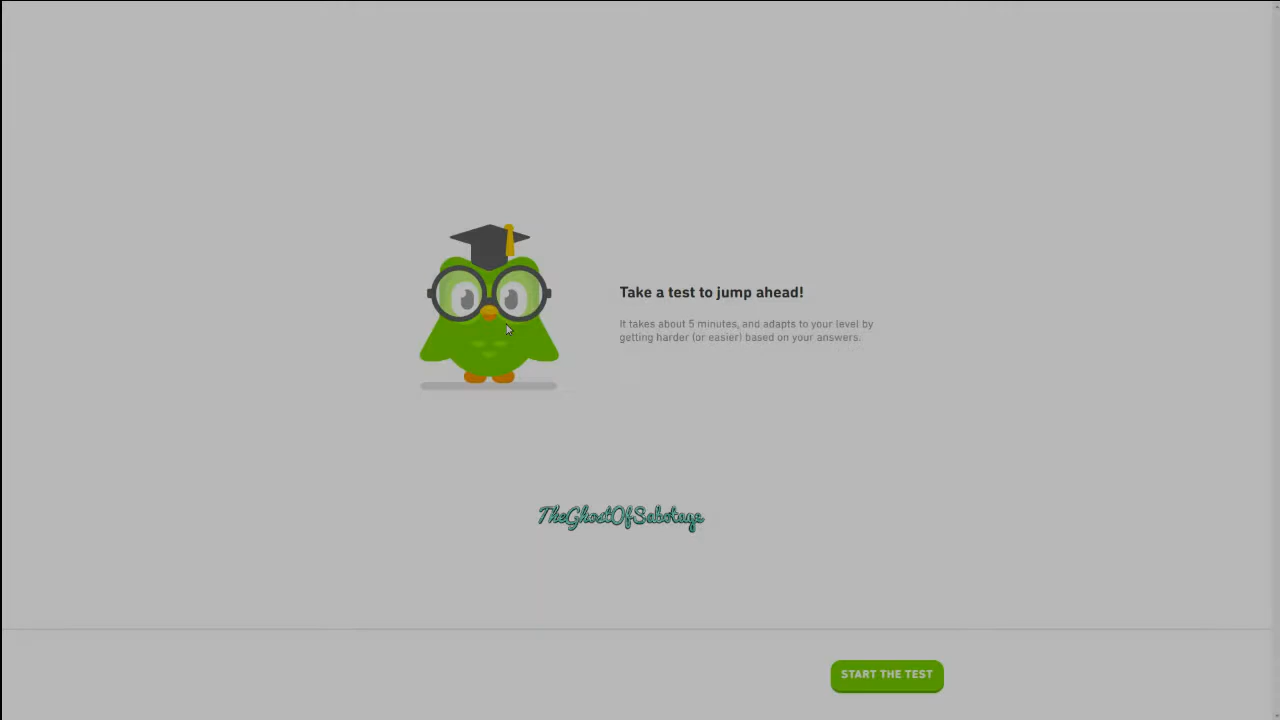 Take a test to jump ahead!
It takes about 5 minutes, and adapts to your level by
getting harder (or easier) based on your answers.
TheGhostOfSabotage
START THE TEST